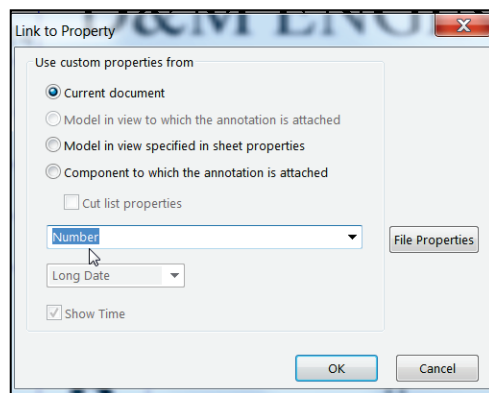 D&M ENGI
Link to Property
Use custom properties from
Current document
Model in view to which the annotation is attached
Model in view specified in sheet properties
Component to which the annotation is attached
Cut list properties
Number
File Properties
Long Date
Show Time
OK
Cancel